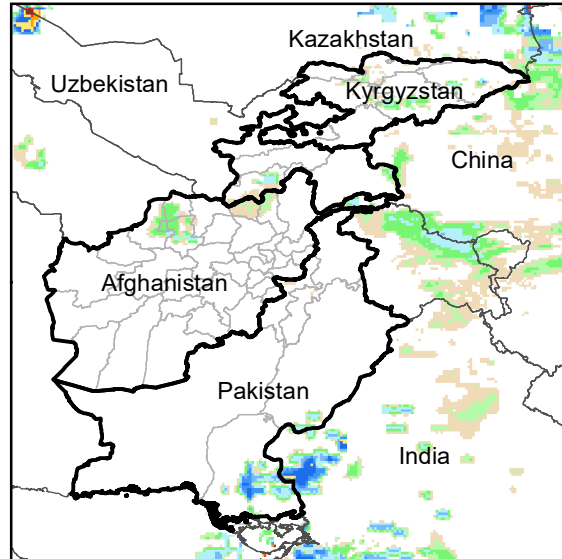 Kazakhstan
Uzbekistan
Kyrgyzstan
China
Afghanistan
Pakistan
India